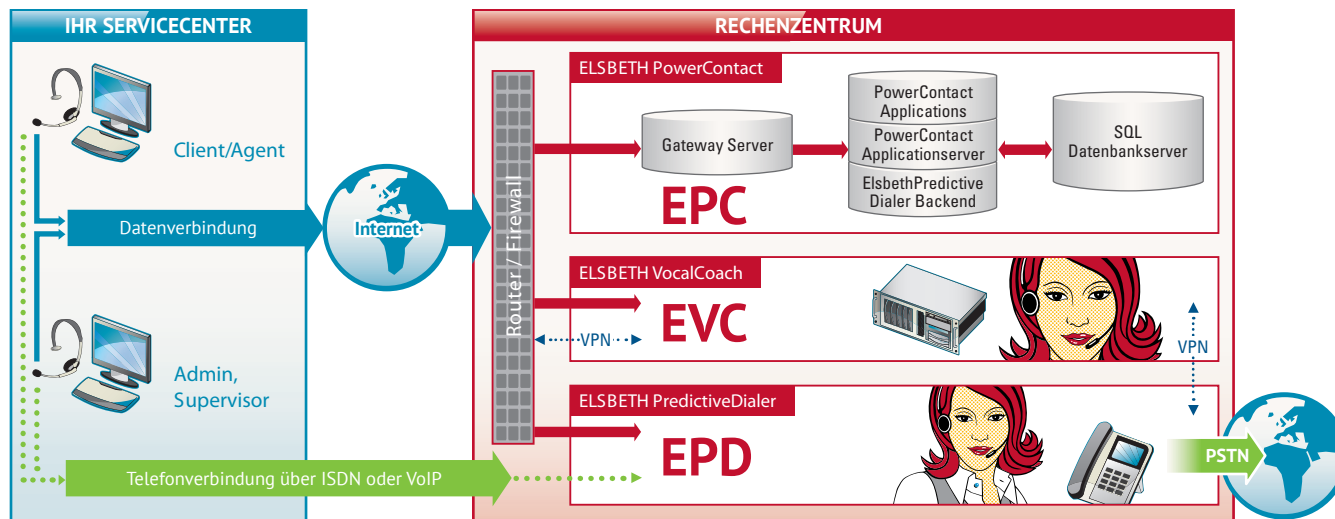 IHR SERVICECENTER
Client/Agent
Datenverbindung
Admin,
Supervisor
Telefonverbindung über ISDN oder VoIP
Internet
RECHENZENTRUM
Router / Firewall
ELSBETH PowerContact
Gateway Server
EPC
PowerContact
Applications
PowerContact
Applicationserver
ElsbethPredictive
Dialer Backend
SQL
Datenbankserver
ELSBETH VocalCoach
EVC
VPN
VPN
ELSBETH PredictiveDialer
EPD
PSTN